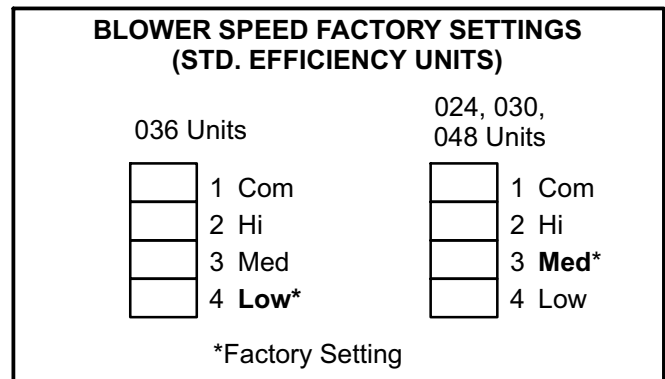 BLOWER SPEED FACTORY SETTINGS
(STD. EFFICIENCY UNITS)
036 Units
1 Com
2 Hi
3 Med
4 Low*
024, 030,
048 Units
1 Com
2 Hi
3 Med*
4 Low
*Factory Setting